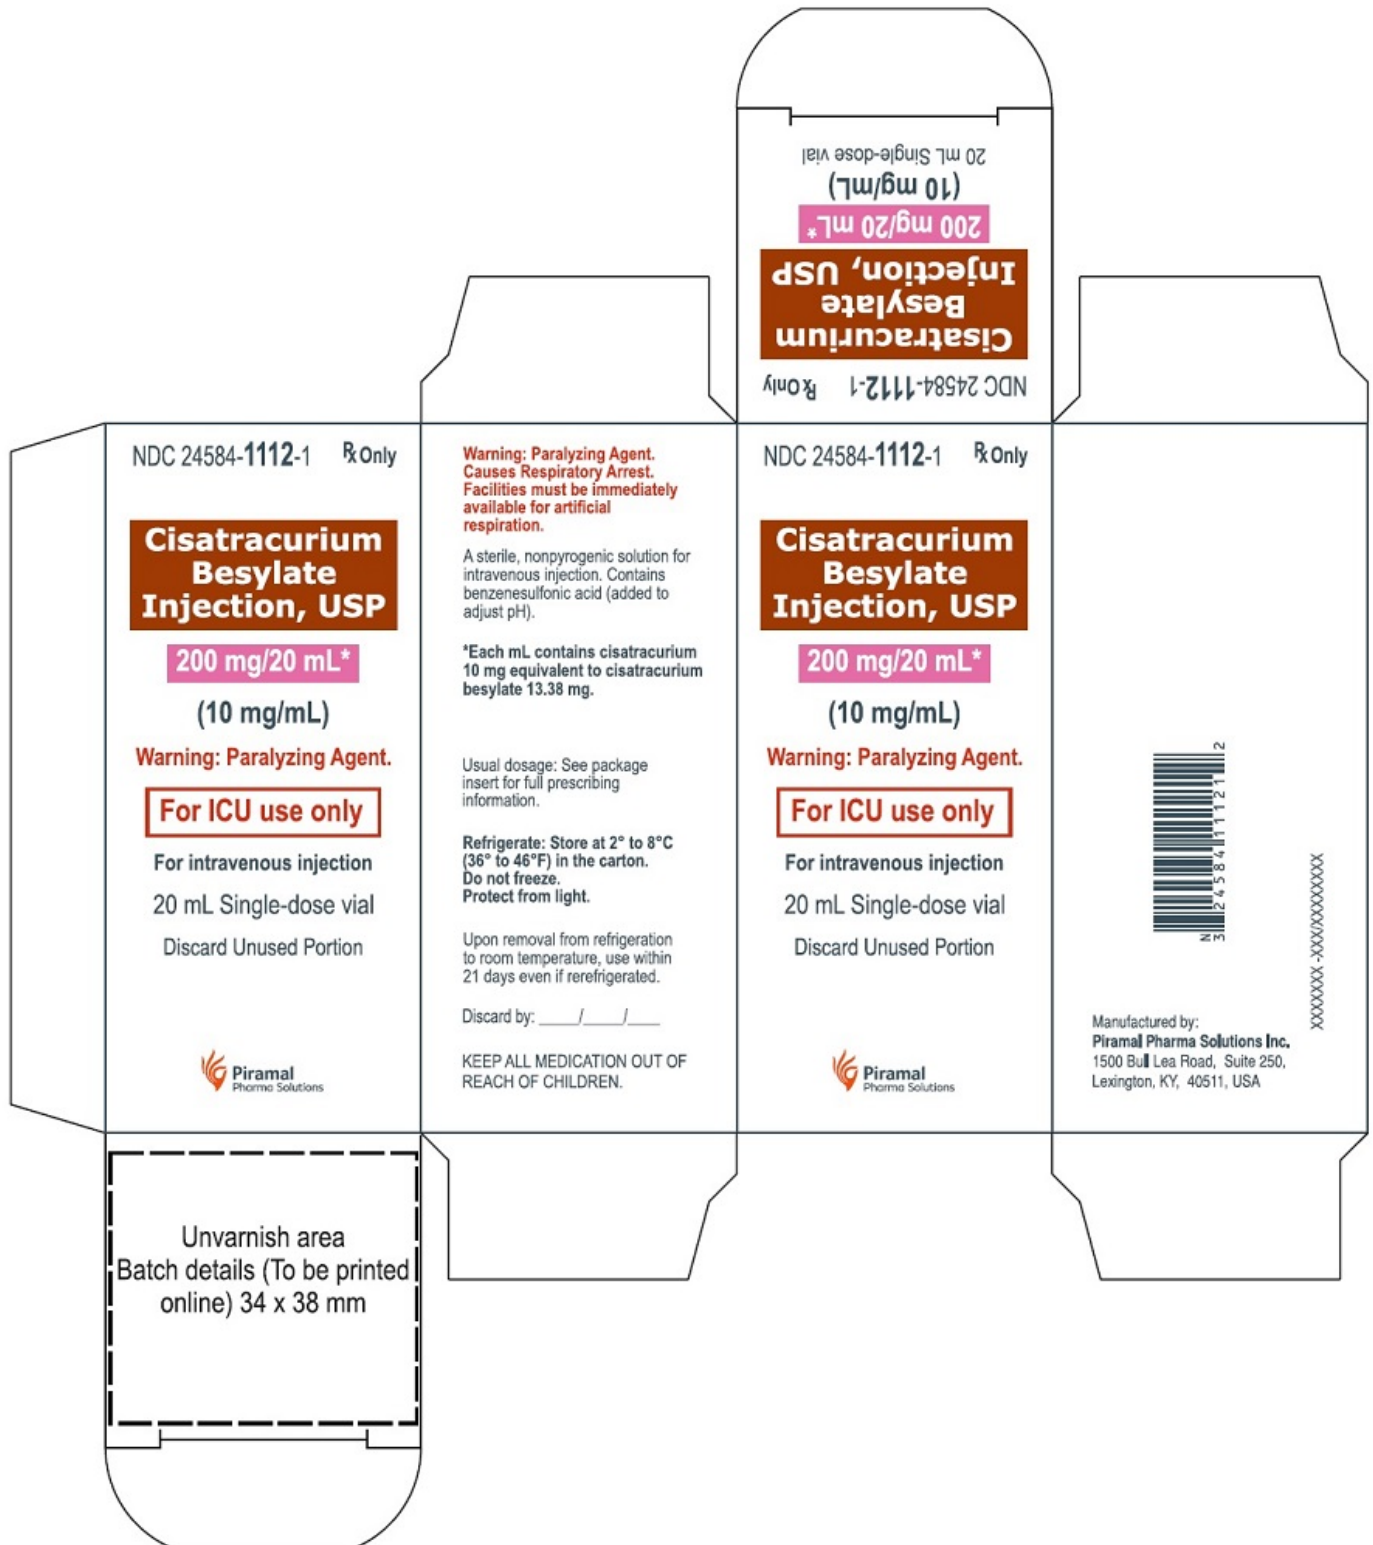 20 mL Single-dose vial
(10 mg/mL)
200 mg/20 mL*
Cisatracurium
Besylate
Injection, USP
NDC 24584-1112-1 ℞ Only
NDC 24584-1112-1 ℞ Only
Cisatracurium
Besylate
Injection, USP
200 mg/20 mL*
(10 mg/mL)
Warning: Paralyzing Agent.
For ICU use only
For intravenous injection
20 mL Single-dose vial
Discard Unused Portion
Piramal
Pharma Solutions
Unvarnish area
Batch details (To be printed
online) 34 x 38 mm
Warning: Paralyzing Agent.
Causes Respiratory Arrest.
Facilities must be immediately
available for artificial
respiration.
A sterile, nonpyrogenic solution for
intravenous injection. Contains
benzenesulfonic acid (added to
adjust pH).
*Each mL contains cisatracurium
10 mg equivalent to cisatracurium
besylate 13.38 mg.
Usual dosage: See package
insert for full prescribing
information.
Refrigerate: Store at 2° to 8°C
(36° to 46°F) in the carton.
Do not freeze.
Protect from light.
Upon removal from refrigeration
to room temperature, use within
21 days even if rerefrigerated.
Discard by: _____/_____/____
KEEP ALL MEDICATION OUT OF
REACH OF CHILDREN.
NDC 24584-1112-1 ℞ Only
Cisatracurium
Besylate
Injection, USP
200 mg/20 mL*
(10 mg/mL)
Warning: Paralyzing Agent.
For ICU use only
For intravenous injection
20 mL Single-dose vial
Discard Unused Portion
Piramal
Pharma Solutions
N
3 24584 11121 2
XXXXXXX-XXX/XXXXXXXX
Manufactured by:
Piramal Pharma Solutions Inc.
1500 Bull Lea Road, Suite 250,
Lexington, KY, 40511, USA